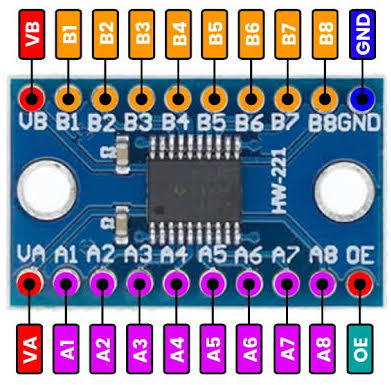 VB B1 B2 B3 B4 B5 B6 B7 B8 GND
VB B1 B2 B3 B4 B5 B6 B7 B8 GND
HW-221
VA A1 A2 A3 A4 A5 A6 A7 A8 OE
VA A1 A2 A3 A4 A5 A6 A7 A8 OE